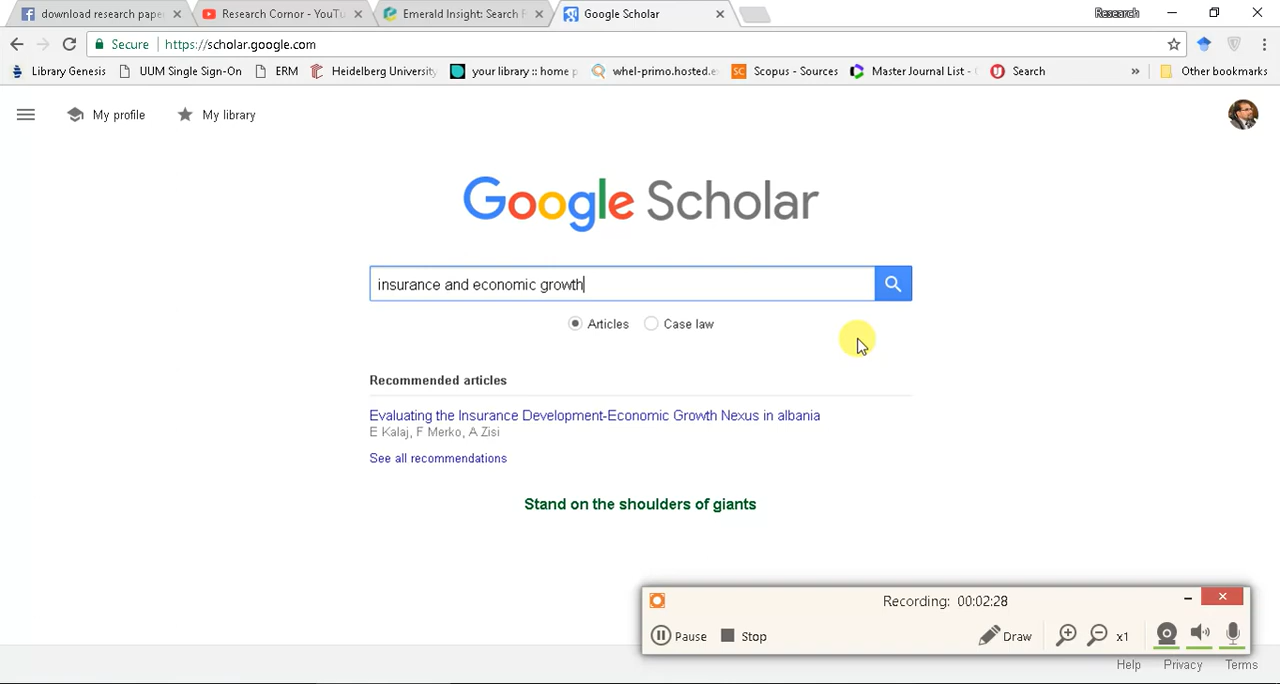 download research pape
Research Cornor - YouTu
Emerald Insight: Search
Google Scholar
Research
Secure
https://scholar.google.com
Library Genesis
UUM Single Sign-On
ERM
Heidelberg University
your library :: home p
whel-primo.hosted.e
Scopus - Sources
Master Journal List -
Search
»
Other bookmarks
My profile
My library
Google Scholar
insurance and economic growth
Articles
Case law
Recommended articles
Evaluating the Insurance Development-Economic Growth Nexus in albania
E Kalaj, F Merko, A Zisi
See all recommendations
Stand on the shoulders of giants
Recording: 00:02:28
Pause
Stop
Draw
x1
Help
Privacy
Terms